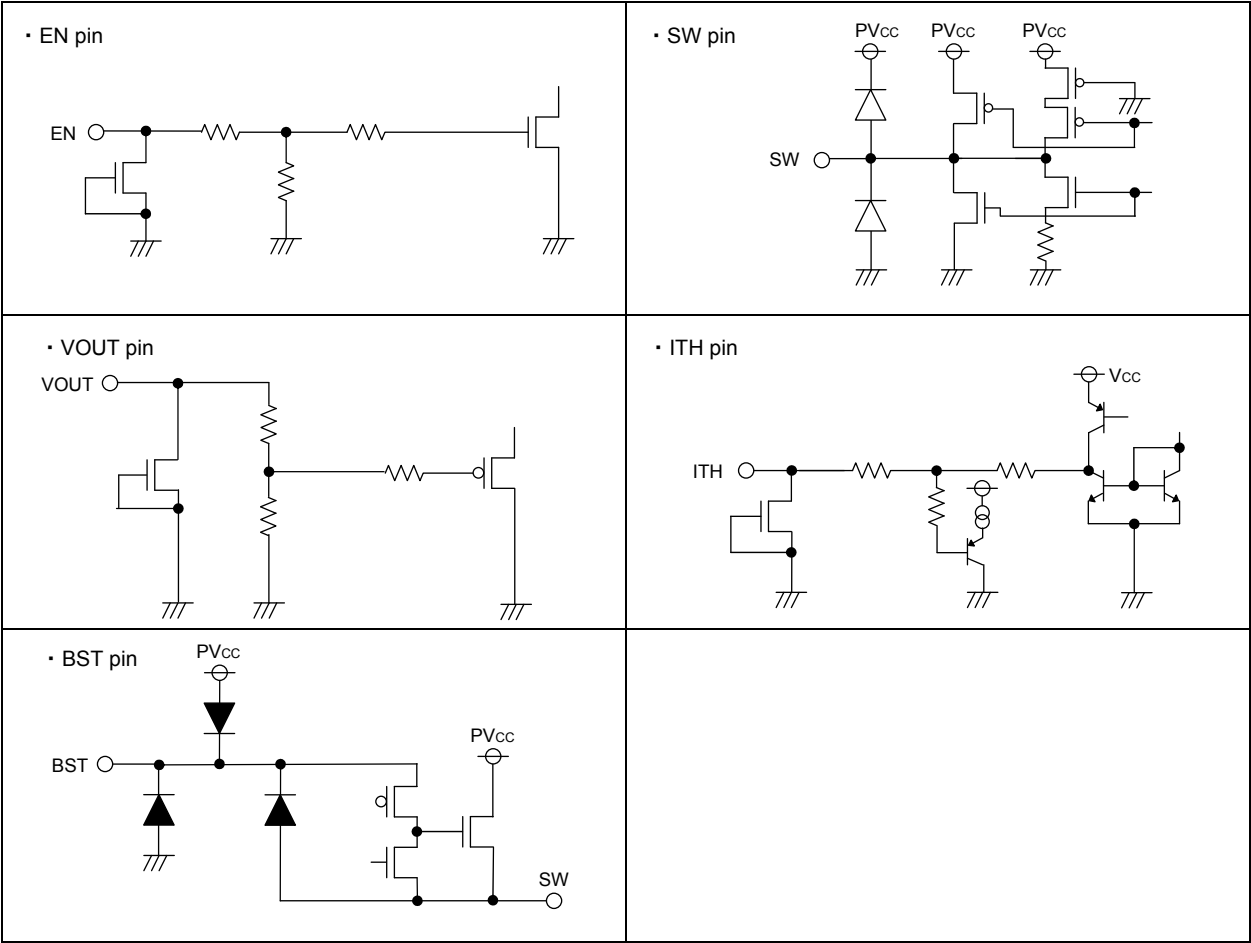 ・EN pin
EN
・SW pin
PVCC PVCC PVCC
SW
・VOUT pin
VOUT
・ITH pin
VCC
ITH
・BST pin
PVCC
PVCC
BST
SW